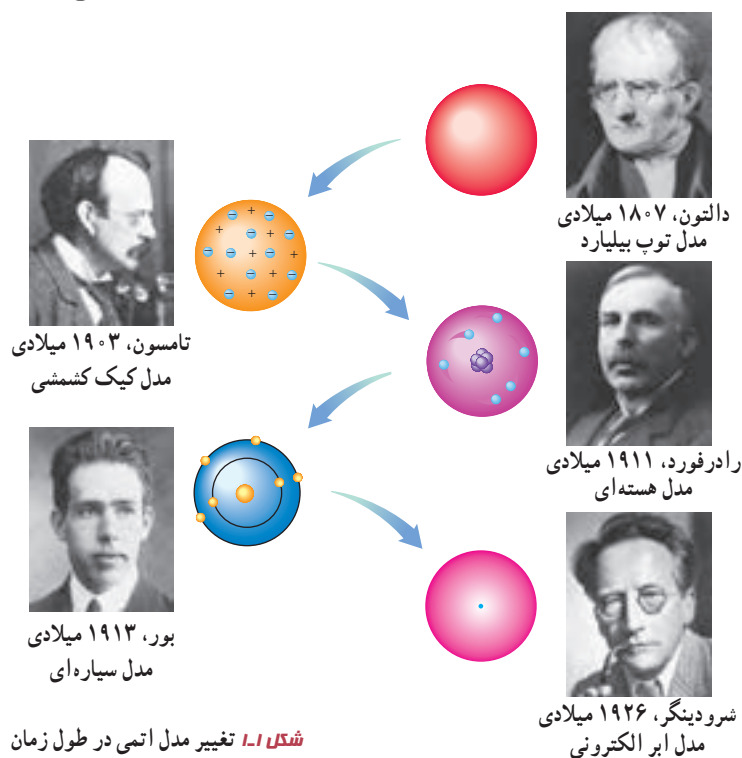 دالتون، ۱۸۰۷ میلادی
مدل توپ بیلیارد
تامسون، ۱۹۰۳ میلادی
مدل کیک کشمشی
رادرفورد، ۱۹۱۱ میلادی
مدل هسته‌ای
بور، ۱۹۱۳ میلادی
مدل سیاره‌ای
شرودینگر، ۱۹۲۶ میلادی
مدل ابر الکترونی
شکل ۱ـ۱ تغییر مدل اتمی در طول زمان